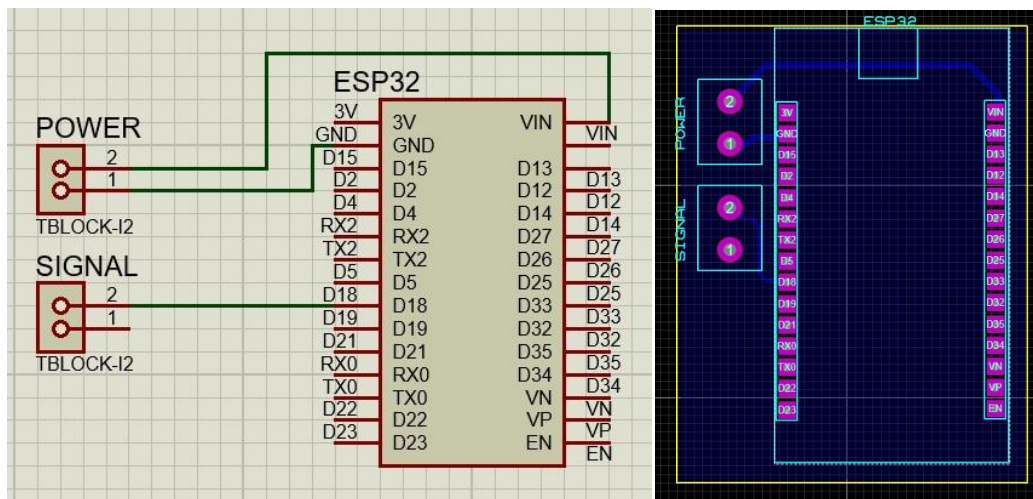 ESP32
POWER
2
1
TBLOCK-I2
SIGNAL
2
1
TBLOCK-I2
3V
GND
D15
D2
D4
RX2
TX2
D5
D18
D19
D21
RX0
TX0
D22
D23
3V
GND
D15
D2
D4
RX2
TX2
D5
D18
D19
D21
RX0
TX0
D22
D23
VIN
D13
D12
D14
D27
D26
D25
D33
D32
D35
D34
VN
VP
EN
VIN
D13
D12
D14
D27
D26
D25
D33
D32
D35
D34
VN
VP
EN
ESP32
POWER
2
1
SIGNAL
2
1
3V
GND
D15
D2
D4
RX2
TX2
D5
D18
D19
D21
RX0
TX0
D22
D23
VIN
GND
D13
D12
D14
D27
D26
D25
D33
D32
D35
D34
VN
VP
EN